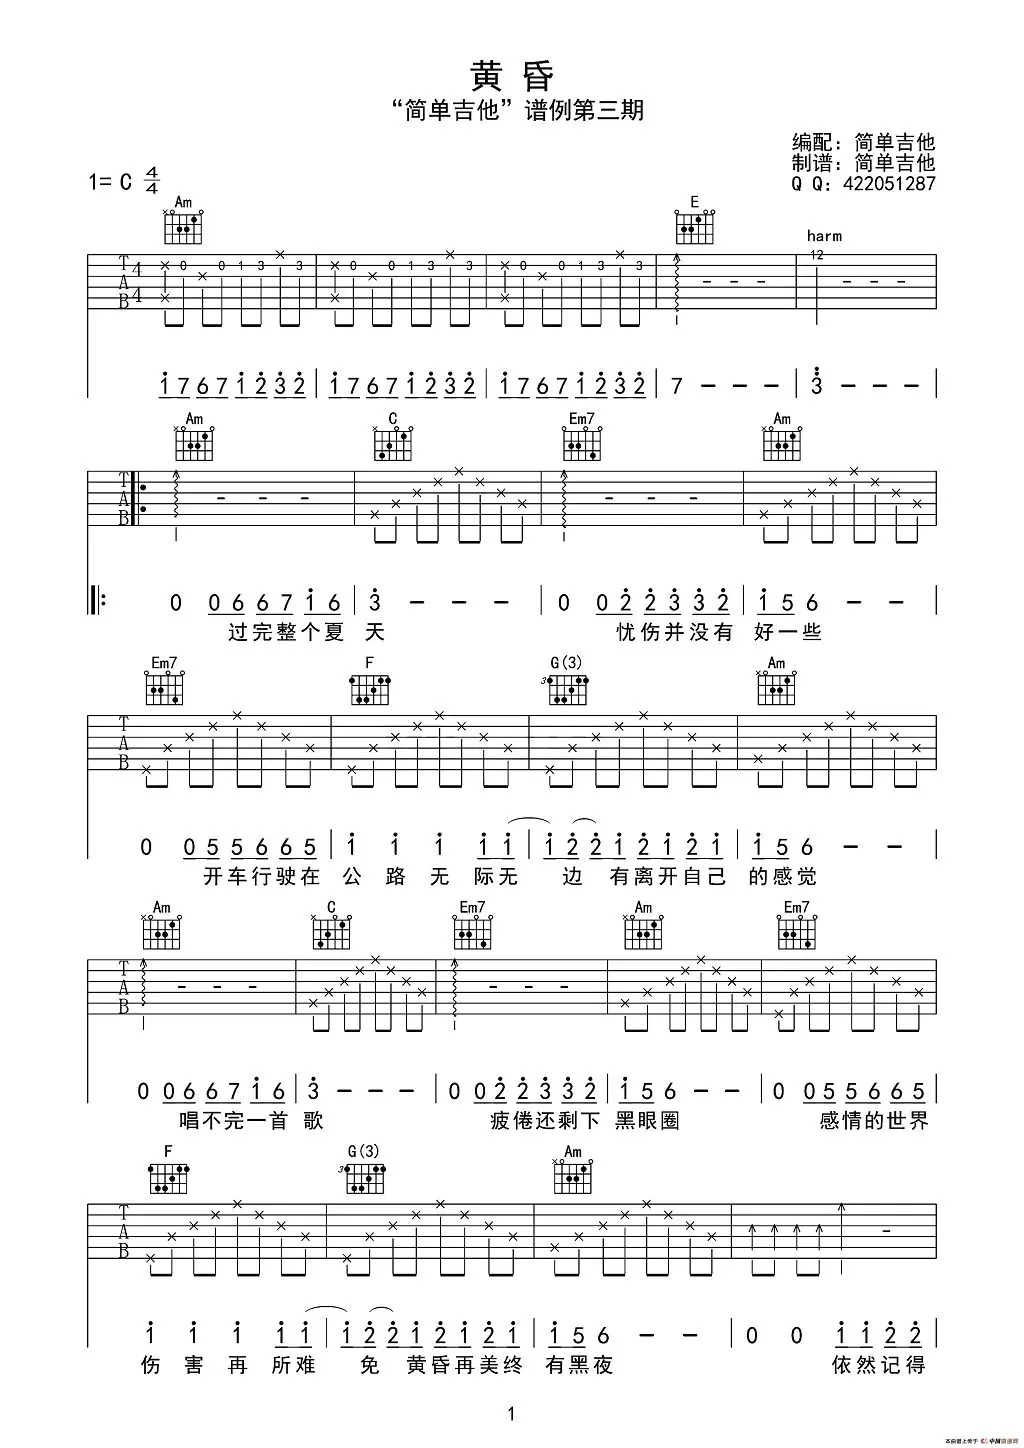 黄 昏
“简单吉他”谱例第三期
编配：简单吉他
制谱：简单吉他
Q Q：422051287
1= C 4/4
Am E
harm
12
T A B 4 4 0 0 1 3 3 0 0 1 3 3 0 0 1 3 3
1 7 6 7 1 2 3 2 | 1 7 6 7 1 2 3 2 | 1 7 6 7 1 2 3 2 | 7 — — — | 3 — — — |
Am C Em7 Am
T A B
0 0 6 6 7 1 6 | 3 — — — | 0 0 2 2 3 3 2 | 1 5 6 — — |
过完整个夏 天 忧伤并没有 好一些
Em7 F G(3) Am
3
T A B
0 0 5 5 6 6 5 | 1 1 1 1 1 | 1 2 2 1 2 1 2 1 | 1 5 6 — — |
开车行驶在 公 路 无 际无 边 有离开自己 的感觉
Am C Em7 Am Em7
T A B
0 0 6 6 7 1 6 | 3 — — — | 0 0 2 2 3 3 2 | 1 5 6 — — | 0 0 5 5 6 6 5 |
唱不完一首 歌 疲倦还剩下 黑眼圈 感情的世界
F G(3) Am
3
T A B
1 1 1 1 1 | 1 2 2 1 2 1 2 1 | 1 5 6 — — | 0 0 1 1 2 2 |
伤 害 再 所难 免 黄昏再美终 有黑夜 依然记得
1